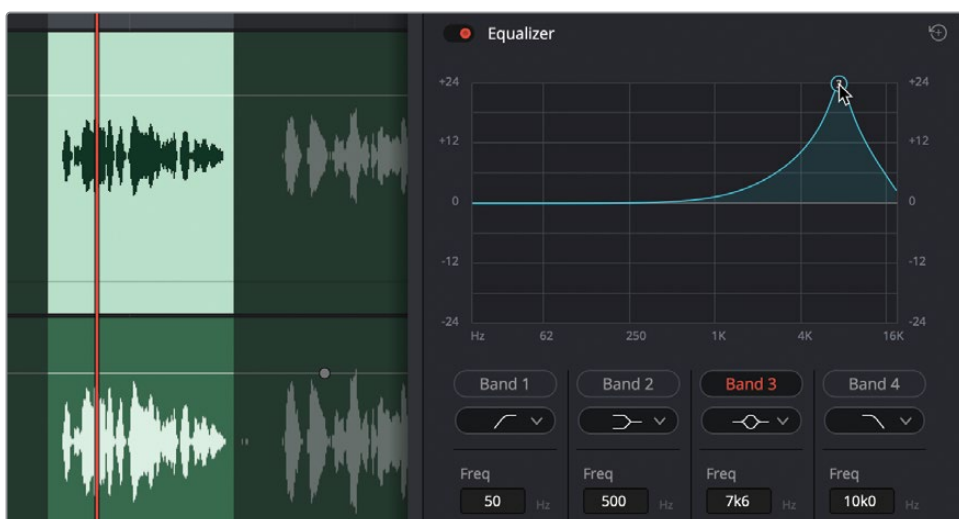 Equalizer
+24 +24
+12 +12
0 0
-12 -12
-24 -24
Hz 62 250 1K 4K 16K
Band 1 Band 2 Band 3 Band 4
Freq Freq Freq Freq
50 Hz 500 Hz 7k6 Hz 10k0 Hz